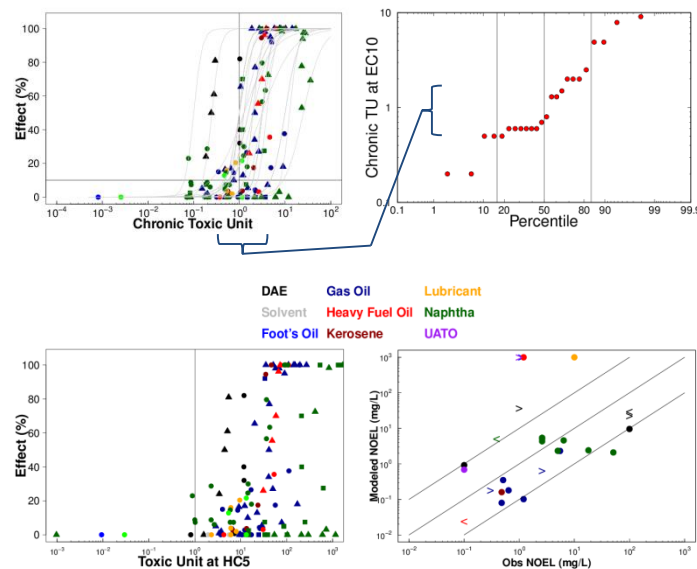 100
80
60
40
20
0
Effect (%)
10⁻⁴ 10⁻³ 10⁻² 10⁻¹ 10⁰ 10¹ 10²
Chronic Toxic Unit
10
1
0.1
Chronic TU at EC10
0.1 1 10 20 50 80 90 99 99.9
Percentile
DAE Gas Oil Lubricant
Solvent Heavy Fuel Oil Naphtha
Foot's Oil Kerosene UATO
100
80
60
40
20
0
Effect (%)
10⁻³ 10⁻² 10⁻¹ 10⁰ 10¹ 10² 10³
Toxic Unit at HC5
10³
10²
10¹
10⁰
10⁻¹
10⁻²
Modeled NOEL (mg/L)
10⁻² 10⁻¹ 10⁰ 10¹ 10² 10³
Obs NOEL (mg/L)